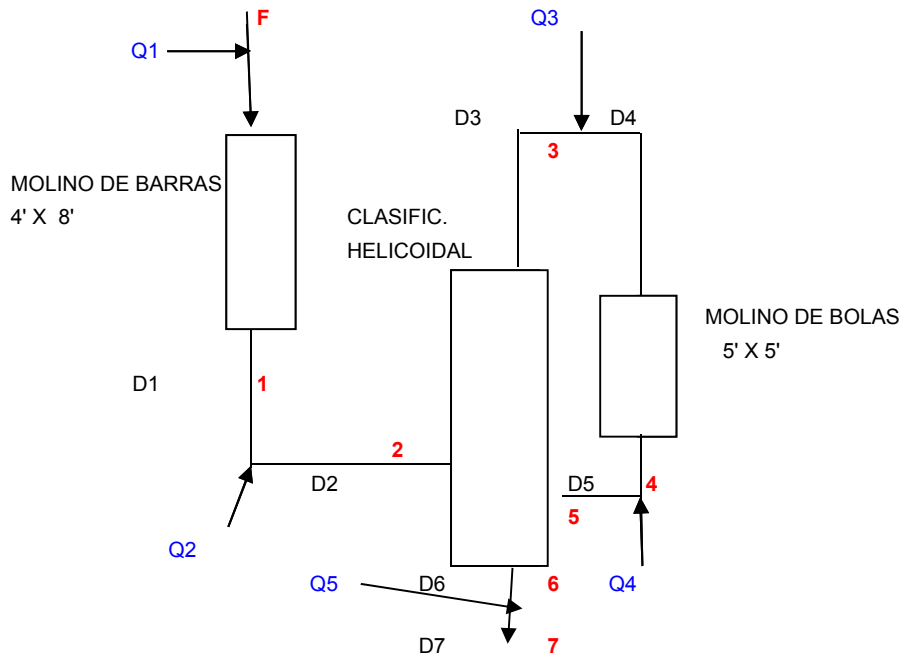 F
Q3
Q1
D3
D4
3
MOLINO DE BARRAS
4' X 8'
CLASIFIC.
HELICOIDAL
MOLINO DE BOLAS
5' X 5'
D1
1
2
D2
D5
4
5
Q2
Q5
D6
6
Q4
D7
7